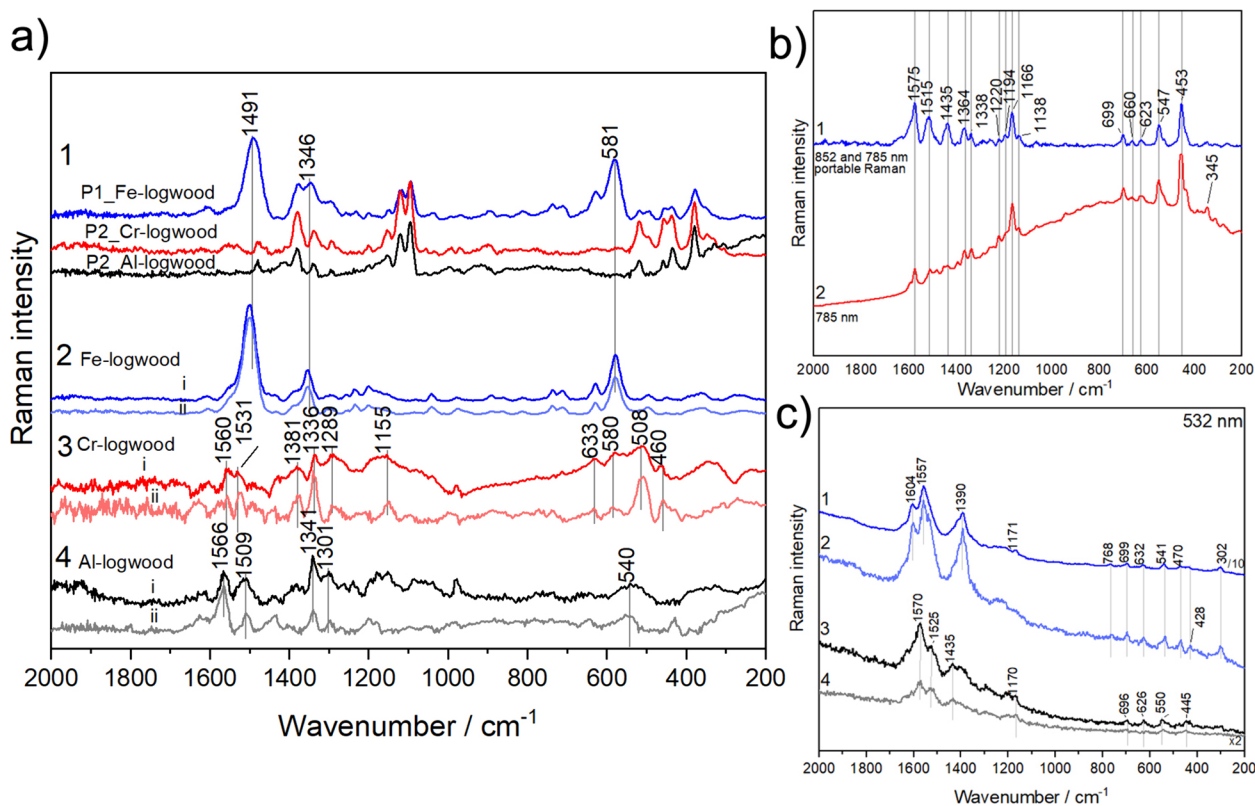 a)
1491
1346
581
1
P1_Fe-logwood
P2_Cr-logwood
P2_Al-logwood
2 Fe-logwood
i
ii
3 Cr-logwood
i
ii
1560
1531
1381
1336
1289
1155
633
580
508
460
4 Al-logwood
i
ii
1566
1509
1341
1301
540
Raman intensity
2000 1800 1600 1400 1200 1000 800 600 400 200
Wavenumber / cm-1
b)
1575
1515
1435
1364
1338
1220
1194
1166
1138
699
660
623
547
453
1
852 and 785 nm
portable Raman
345
2
785 nm
Raman intensity
2000 1800 1600 1400 1200 1000 800 600 400 200
Wavenumber / cm-1
c)
532 nm
1
1604
1557
1390
1171
768
699
632
541
470
302
/10
2
428
3
1570
1525
1435
1170
696
626
550
445
4
x2
Raman intensity
2000 1800 1600 1400 1200 1000 800 600 400 200
Wavenumber / cm-1